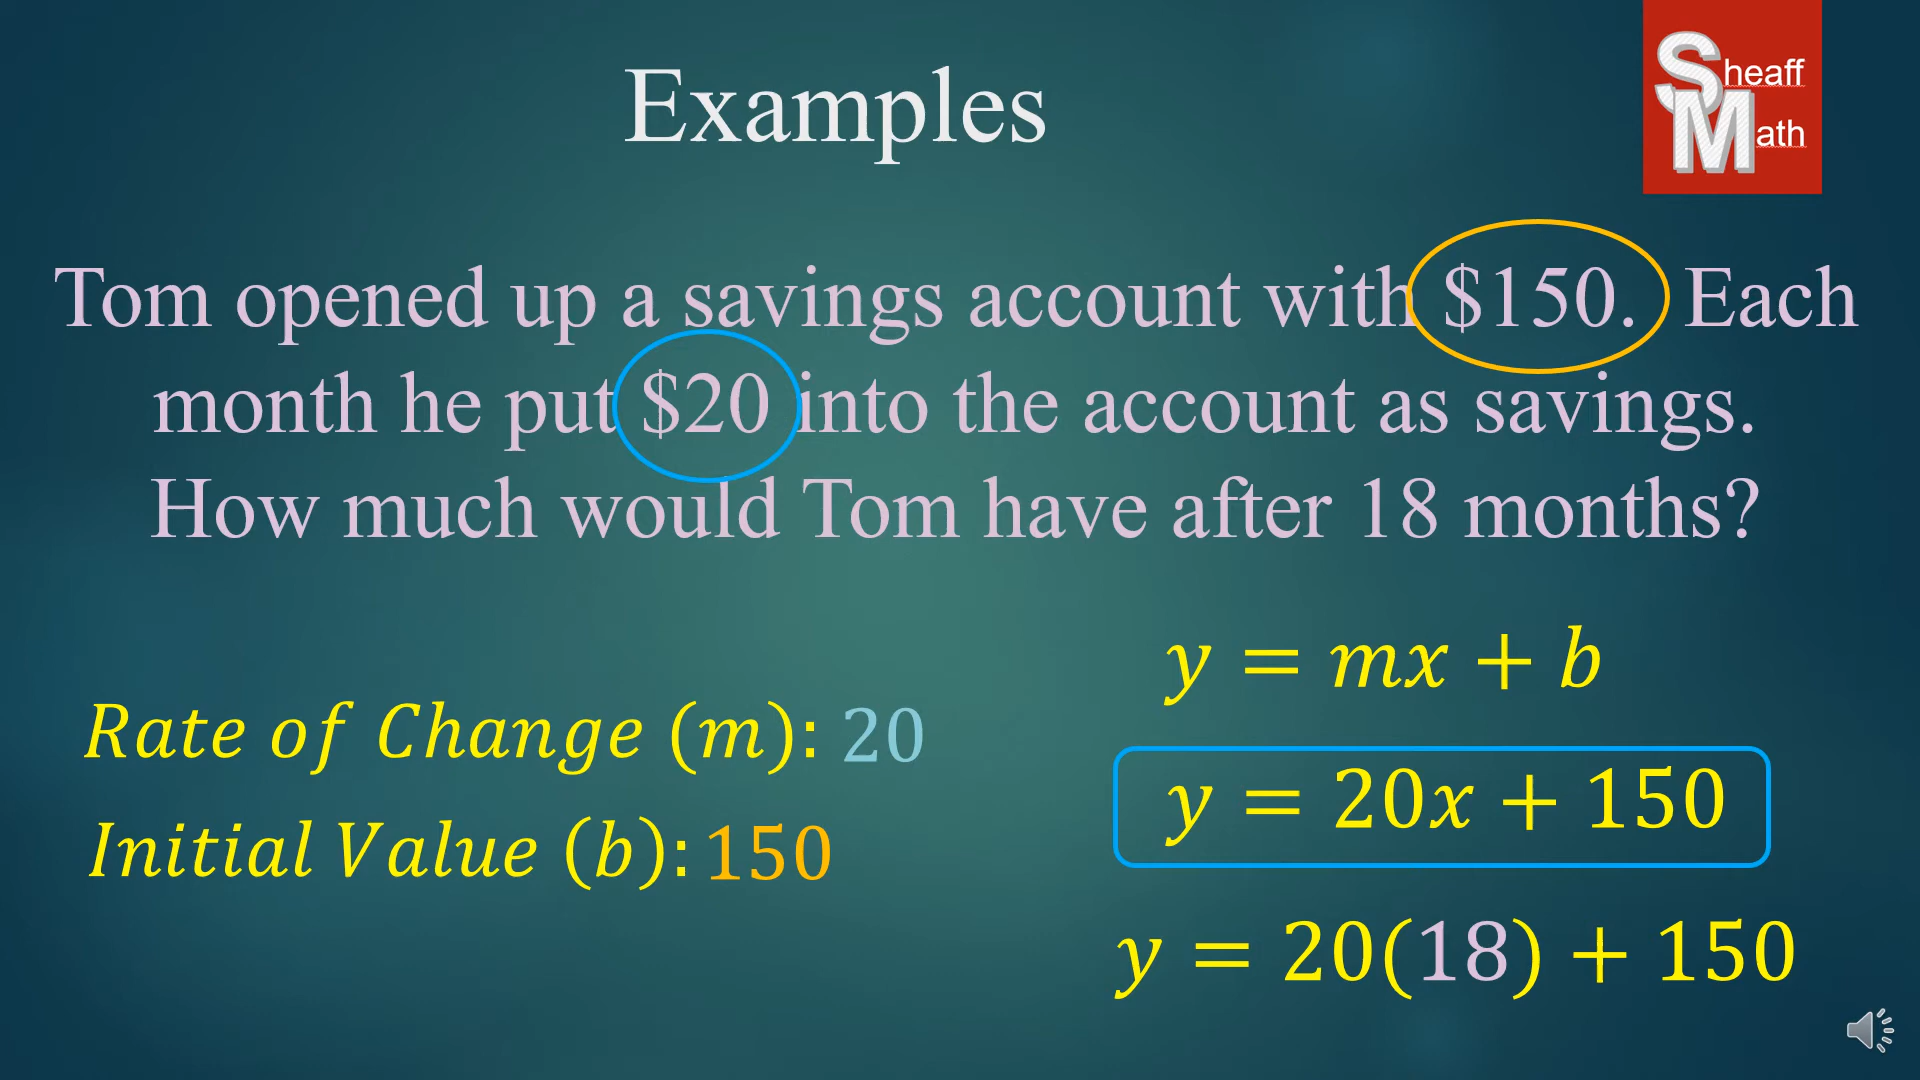 Examples
Sheaff
Math
Tom opened up a savings account with $150. Each
month he put $20 into the account as savings.
How much would Tom have after 18 months?
y = mx + b
Rate of Change (m): 20
y = 20x + 150
Initial Value (b): 150
y = 20(18) + 150